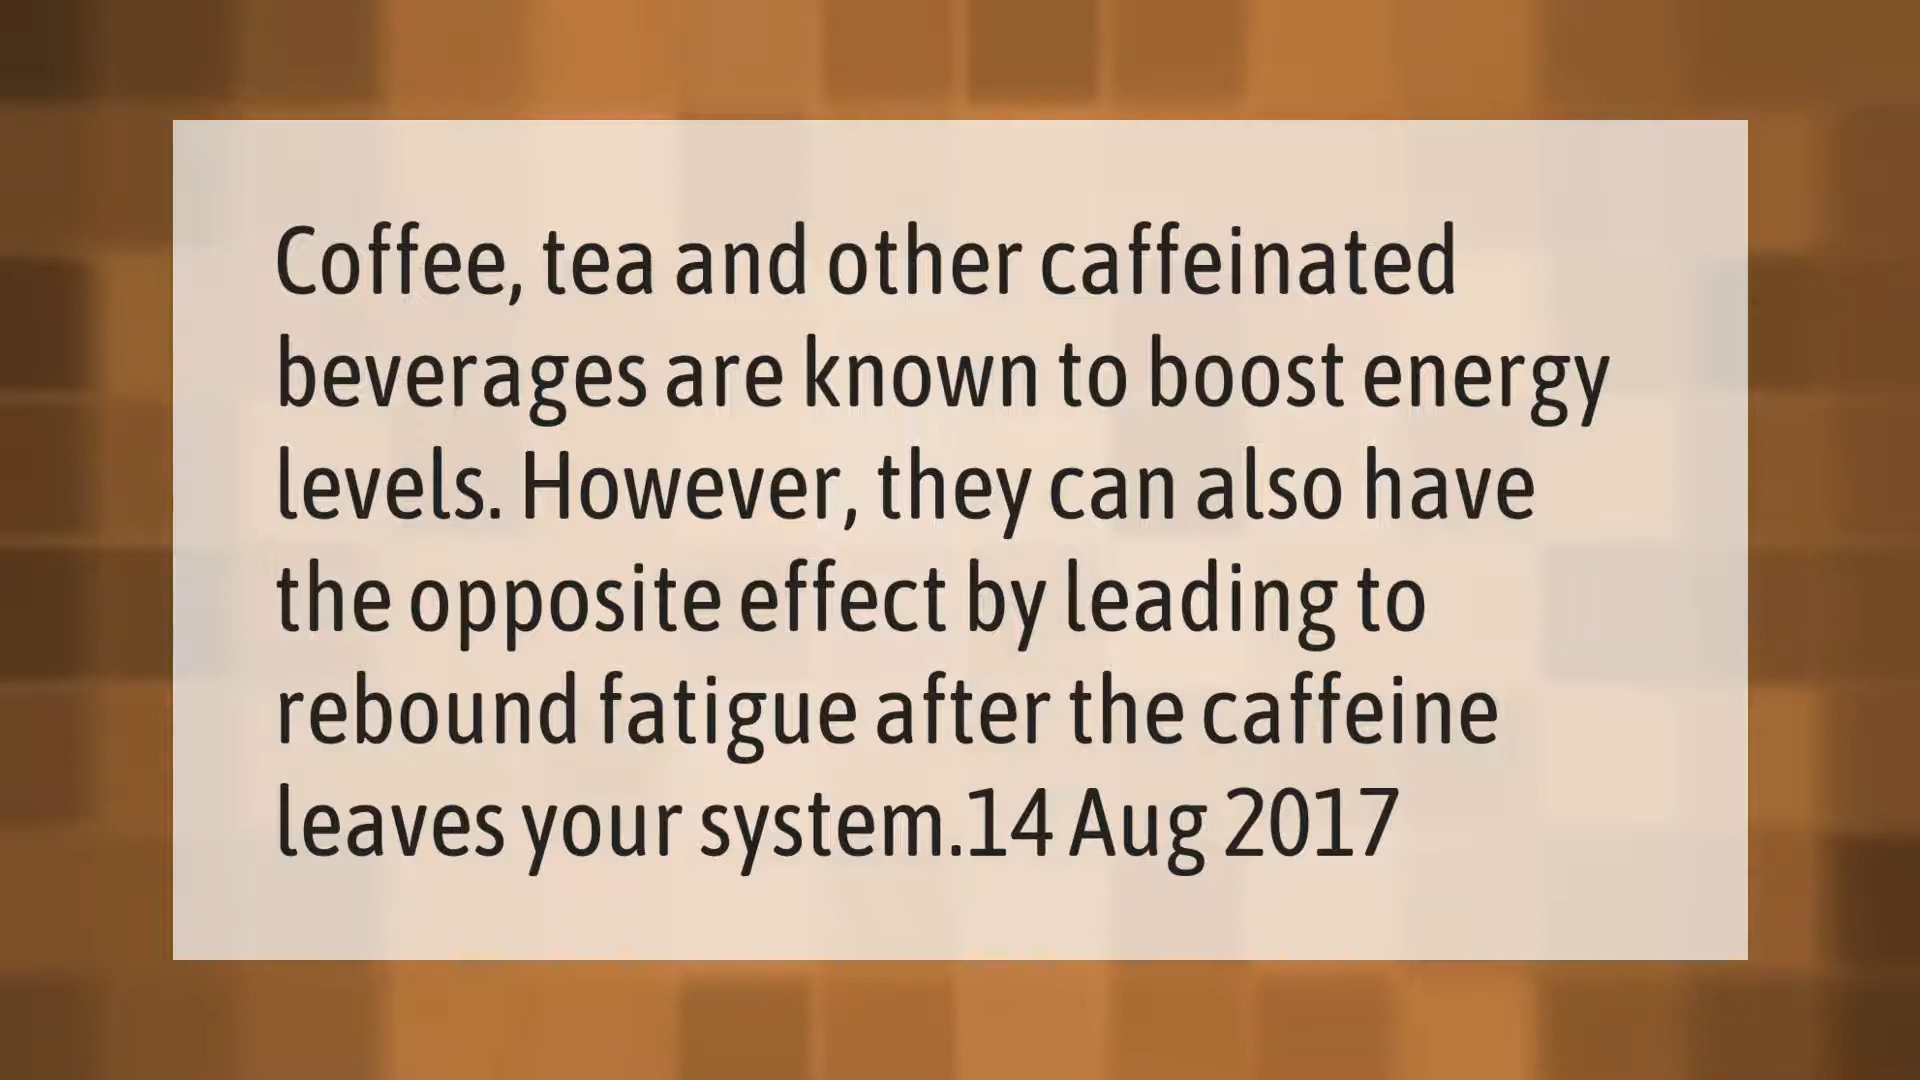 Coffee, tea and other caffeinated
beverages are known to boost energy
levels. However, they can also have
the opposite effect by leading to
rebound fatigue after the caffeine
leaves your system.14 Aug 2017